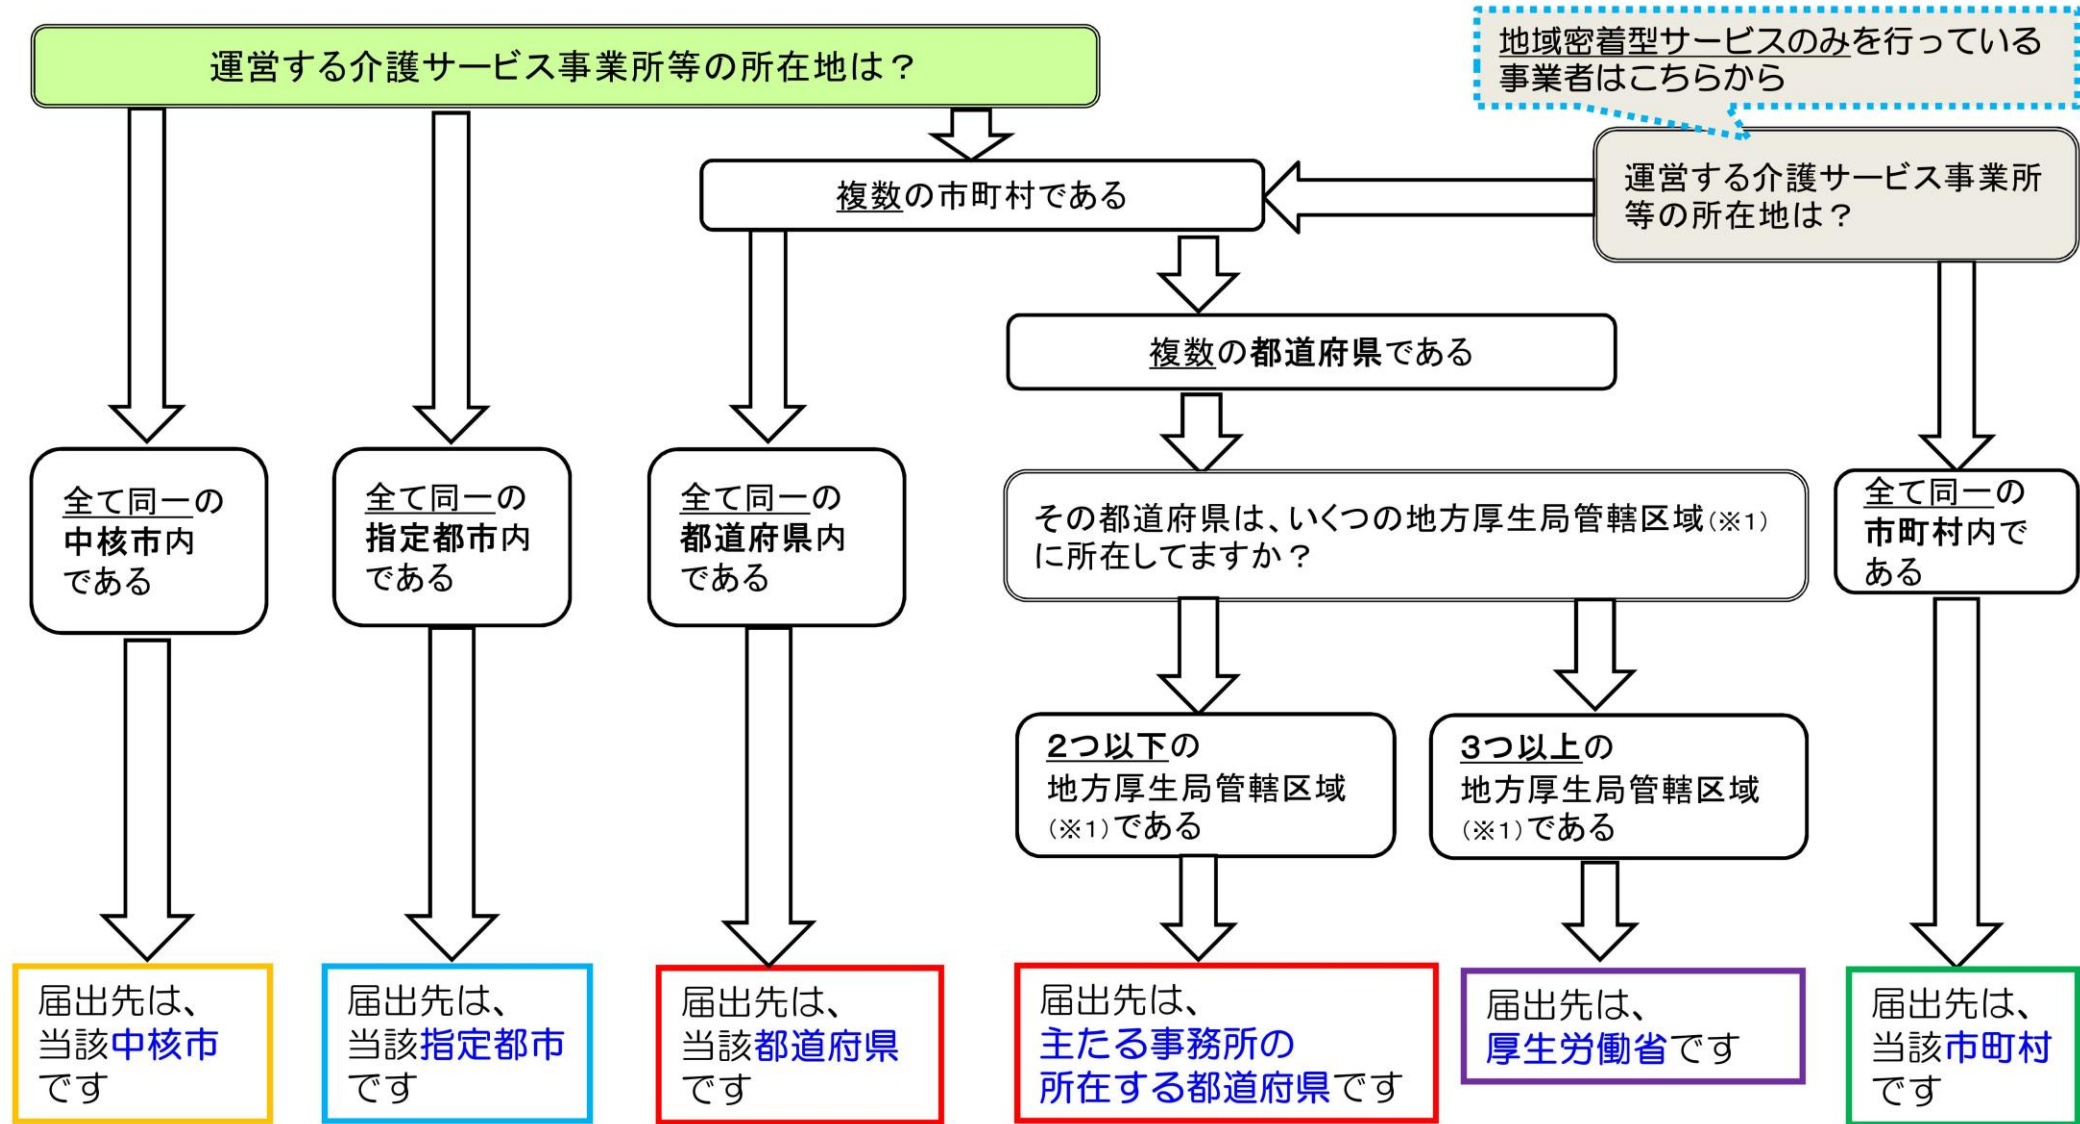 運営する介護サービス事業所等の所在地は？
地域密着型サービスのみを行っている
事業者はこちらから
運営する介護サービス事業所
等の所在地は？
複数の市町村である
複数の都道府県である
全て同一の
中核市内
である
全て同一の
指定都市内
である
全て同一の
都道府県内
である
その都道府県は、いくつの地方厚生局管轄区域(※1)
に所在してますか？
全て同一の
市町村内で
ある
2つ以下の
地方厚生局管轄区域
(※1)である
3つ以上の
地方厚生局管轄区域
(※1)である
届出先は、
当該中核市
です
届出先は、
当該指定都市
です
届出先は、
当該都道府県
です
届出先は、
主たる事務所の
所在する都道府県です
届出先は、
厚生労働省です
届出先は、
当該市町村
です